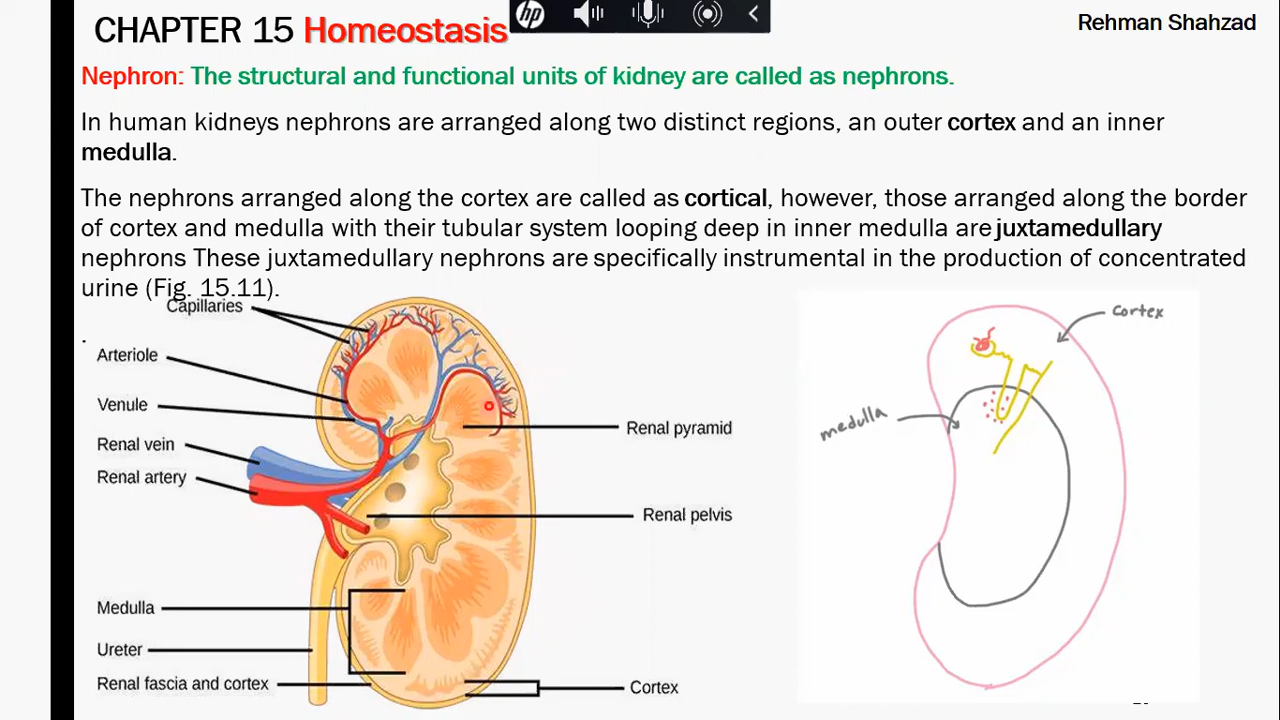 CHAPTER 15 Homeostasis
hp
Rehman Shahzad
Nephron: The structural and functional units of kidney are called as nephrons.
In human kidneys nephrons are arranged along two distinct regions, an outer cortex and an inner
medulla.
The nephrons arranged along the cortex are called as cortical, however, those arranged along the border
of cortex and medulla with their tubular system looping deep in inner medulla are juxtamedullary
nephrons These juxtamedullary nephrons are specifically instrumental in the production of concentrated
urine (Fig. 15.11).
.
Capillaries
Arteriole
Venule
Renal vein
Renal artery
Medulla
Ureter
Renal fascia and cortex
Renal pyramid
Renal pelvis
Cortex
Cortex
medulla